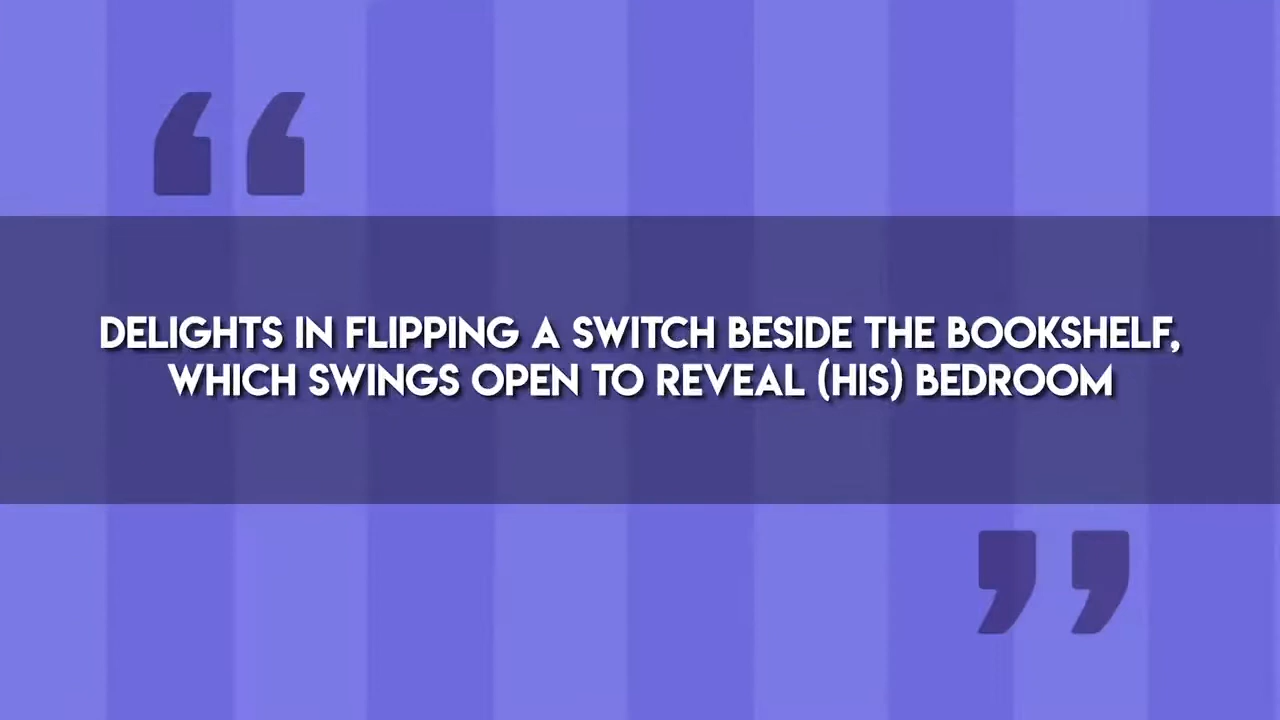 “
DELIGHTS IN FLIPPING A SWITCH BESIDE THE BOOKSHELF,
WHICH SWINGS OPEN TO REVEAL (HIS) BEDROOM
”